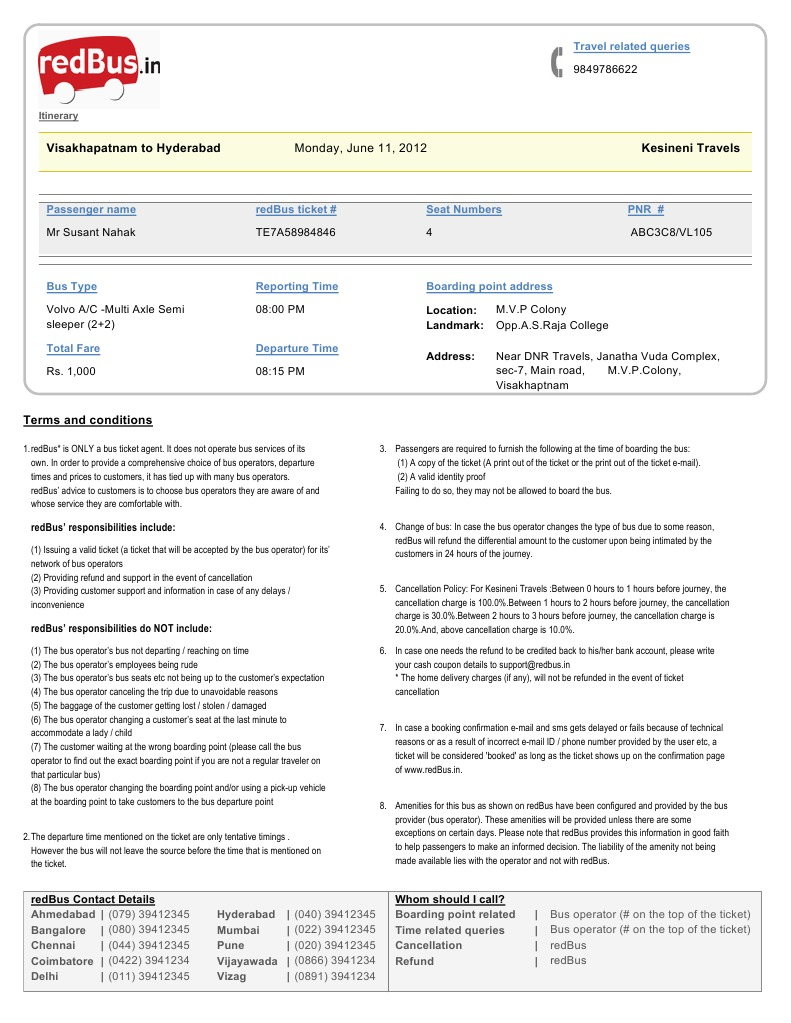 redBus.in
Travel related queries
9849786622
Itinerary
Visakhapatnam to Hyderabad Monday, June 11, 2012 Kesineni Travels
Passenger name redBus ticket # Seat Numbers PNR #
Mr Susant Nahak TE7A58984846 4 ABC3C8/VL105
Bus Type Reporting Time Boarding point address
Volvo A/C -Multi Axle Semi 08:00 PM Location: M.V.P Colony
sleeper (2+2) Landmark: Opp.A.S.Raja College
Total Fare Departure Time Address: Near DNR Travels, Janatha Vuda Complex,
Rs. 1,000 08:15 PM sec-7, Main road, M.V.P.Colony,
Visakhaptnam
Terms and conditions
1.redBus* is ONLY a bus ticket agent. It does not operate bus services of its
own. In order to provide a comprehensive choice of bus operators, departure
times and prices to customers, it has tied up with many bus operators.
redBus' advice to customers is to choose bus operators they are aware of and
whose service they are comfortable with.
redBus' responsibilities include:
(1) Issuing a valid ticket (a ticket that will be accepted by the bus operator) for its'
network of bus operators
(2) Providing refund and support in the event of cancellation
(3) Providing customer support and information in case of any delays /
inconvenience
redBus' responsibilities do NOT include:
(1) The bus operator's bus not departing / reaching on time
(2) The bus operator's employees being rude
(3) The bus operator's bus seats etc not being up to the customer's expectation
(4) The bus operator canceling the trip due to unavoidable reasons
(5) The baggage of the customer getting lost / stolen / damaged
(6) The bus operator changing a customer's seat at the last minute to
accommodate a lady / child
(7) The customer waiting at the wrong boarding point (please call the bus
operator to find out the exact boarding point if you are not a regular traveler on
that particular bus)
(8) The bus operator changing the boarding point and/or using a pick-up vehicle
at the boarding point to take customers to the bus departure point
2.The departure time mentioned on the ticket are only tentative timings .
However the bus will not leave the source before the time that is mentioned on
the ticket.
3. Passengers are required to furnish the following at the time of boarding the bus:
(1) A copy of the ticket (A print out of the ticket or the print out of the ticket e-mail).
(2) A valid identity proof
Failing to do so, they may not be allowed to board the bus.
4. Change of bus: In case the bus operator changes the type of bus due to some reason,
redBus will refund the differential amount to the customer upon being intimated by the
customers in 24 hours of the journey.
5. Cancellation Policy: For Kesineni Travels :Between 0 hours to 1 hours before journey, the
cancellation charge is 100.0%.Between 1 hours to 2 hours before journey, the cancellation
charge is 30.0%.Between 2 hours to 3 hours before journey, the cancellation charge is
20.0%.And, above cancellation charge is 10.0%.
6. In case one needs the refund to be credited back to his/her bank account, please write
your cash coupon details to support@redbus.in
* The home delivery charges (if any), will not be refunded in the event of ticket
cancellation
7. In case a booking confirmation e-mail and sms gets delayed or fails because of technical
reasons or as a result of incorrect e-mail ID / phone number provided by the user etc, a
ticket will be considered 'booked' as long as the ticket shows up on the confirmation page
of www.redBus.in.
8. Amenities for this bus as shown on redBus have been configured and provided by the bus
provider (bus operator). These amenities will be provided unless there are some
exceptions on certain days. Please note that redBus provides this information in good faith
to help passengers to make an informed decision. The liability of the amenity not being
made available lies with the operator and not with redBus.
redBus Contact Details
Ahmedabad | (079) 39412345 Hyderabad | (040) 39412345
Bangalore | (080) 39412345 Mumbai | (022) 39412345
Chennai | (044) 39412345 Pune | (020) 39412345
Coimbatore | (0422) 3941234 Vijayawada | (0866) 3941234
Delhi | (011) 39412345 Vizag | (0891) 3941234
Whom should I call?
Boarding point related | Bus operator (# on the top of the ticket)
Time related queries | Bus operator (# on the top of the ticket)
Cancellation | redBus
Refund | redBus